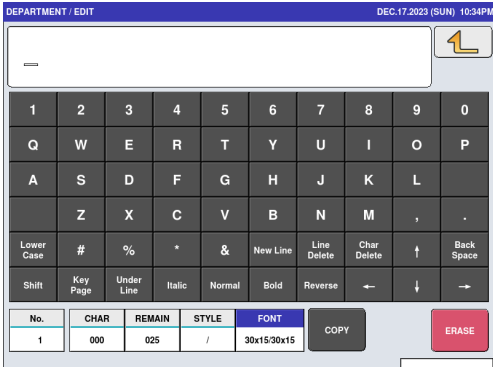 DEPARTMENT / EDIT DEC.17.2023 (SUN) 10:34PM
1 2 3 4 5 6 7 8 9 0
Q W E R T Y U I O P
A S D F G H J K L
Z X C V B N M , .
Lower Case # % * & New Line Line Delete Char Delete ↑ Back Space
Shift Key Page Under Line Italic Normal Bold Reverse ← ↓ →
No. CHAR REMAIN STYLE FONT COPY ERASE
1 000 025 / 30x15/30x15